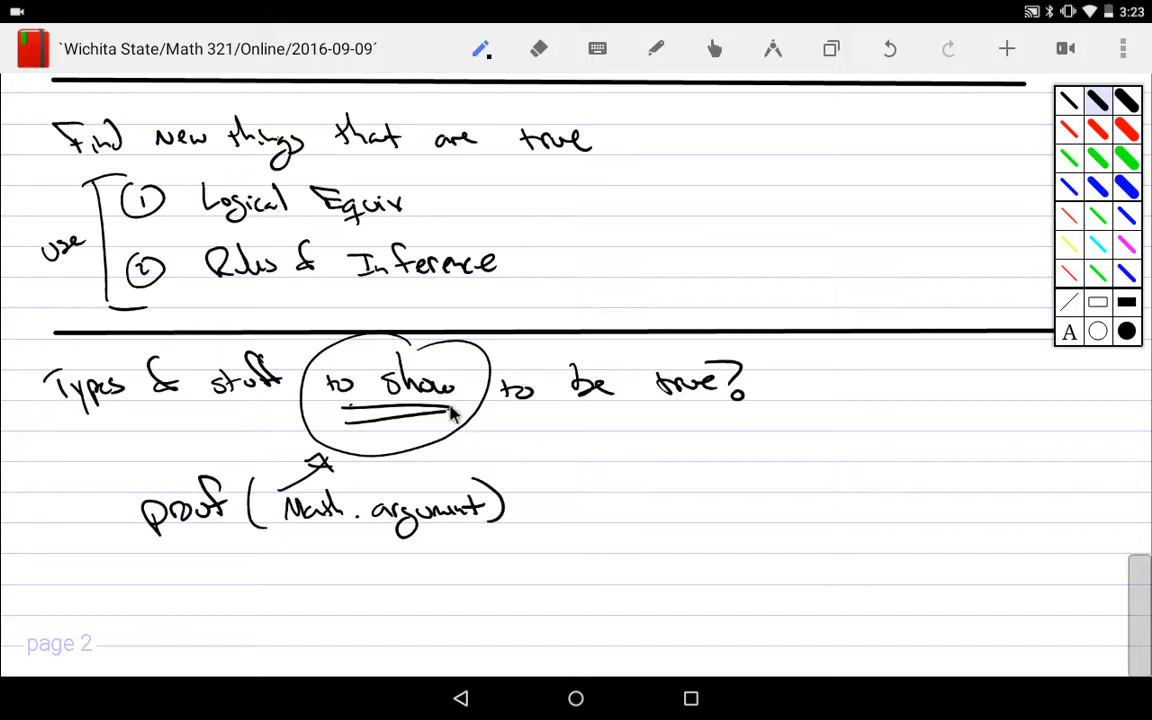 3:23
`Wichita State/Math 321/Online/2016-09-09´
Find new things that are true
use
① Logical Equiv
② Rules of Inference
Types of stuff to show to be true?
proof (Math. argument)
A
page 2